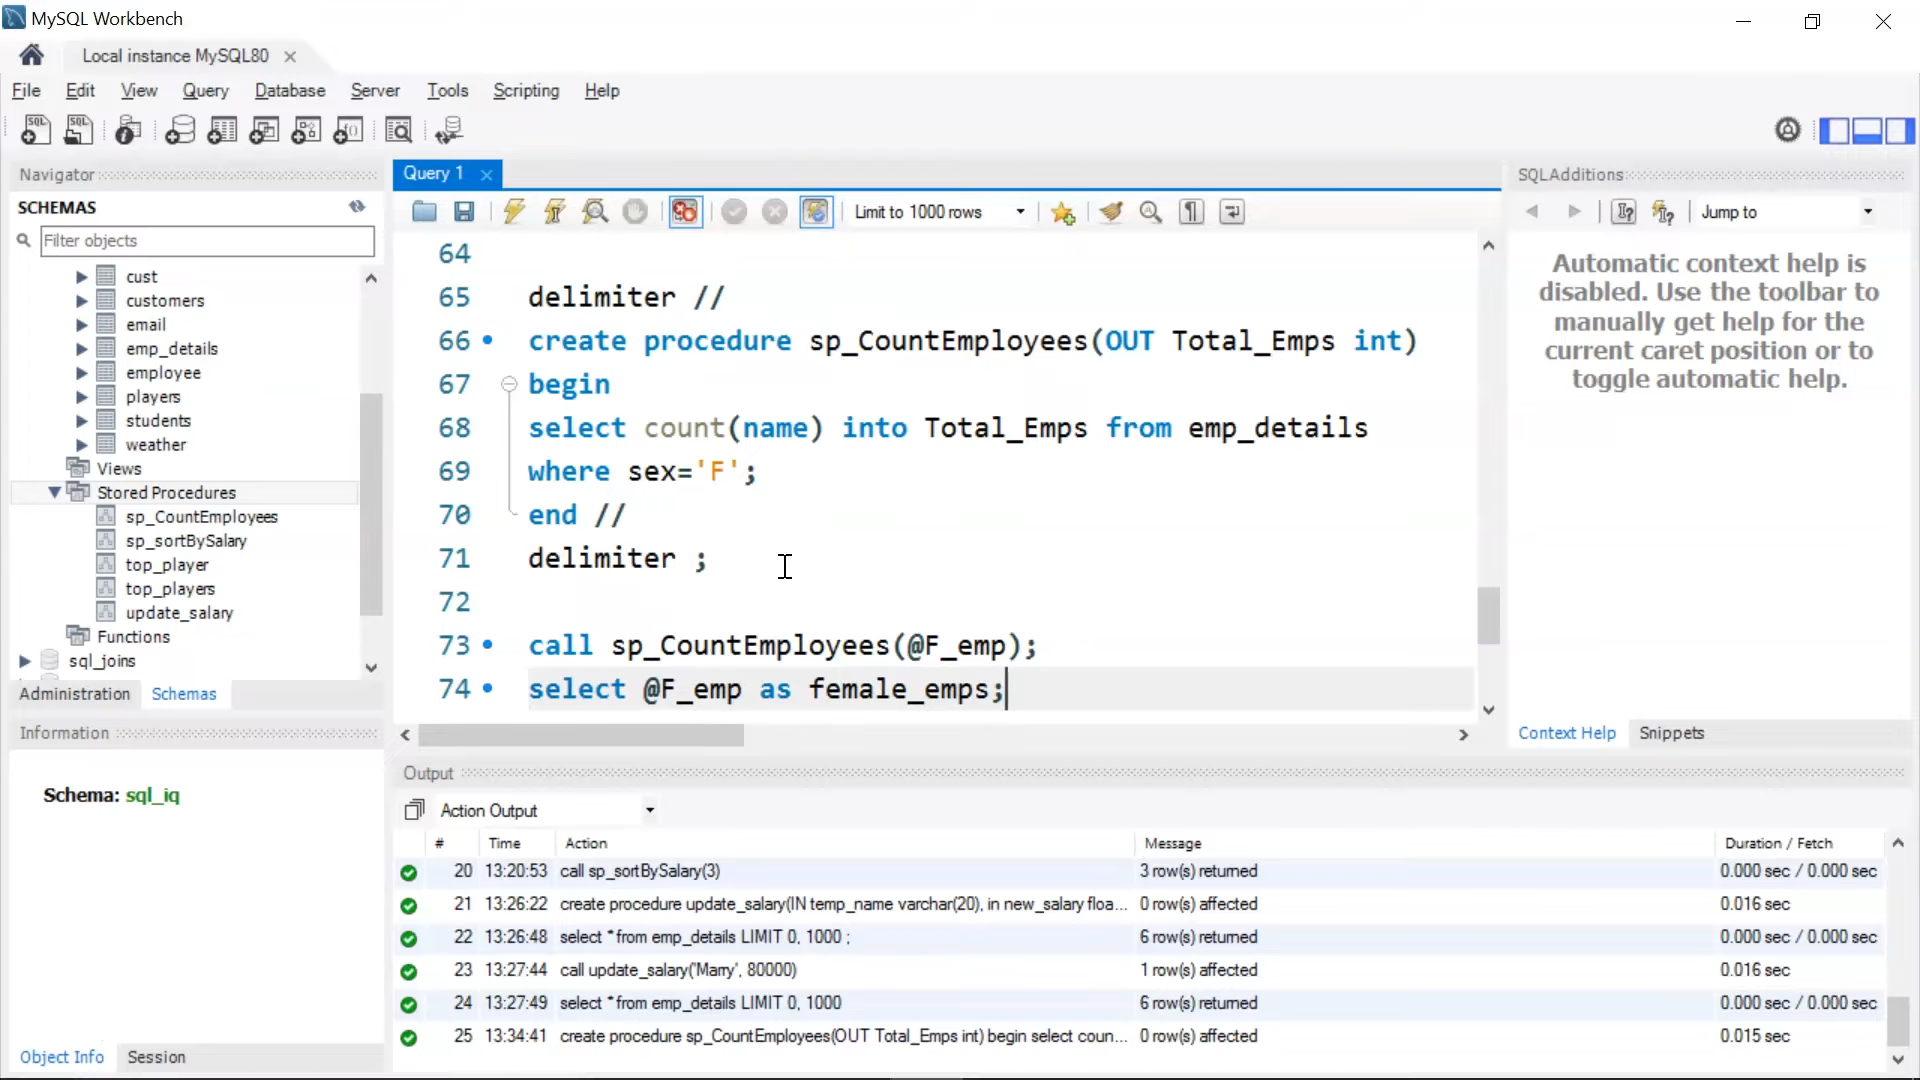 MySQL Workbench
Local instance MySQL80
File Edit View Query Database Server Tools Scripting Help
Navigator
SCHEMAS
Filter objects
cust
customers
email
emp_details
employee
players
students
weather
Views
Stored Procedures
sp_CountEmployees
sp_sortBySalary
top_player
top_players
update_salary
Functions
sql_joins
Administration Schemas
Information
Schema: sql_iq
Object Info Session
Query 1
Limit to 1000 rows
64
65 delimiter //
66 create procedure sp_CountEmployees(OUT Total_Emps int)
67 begin
68 select count(name) into Total_Emps from emp_details
69 where sex='F';
70 end //
71 delimiter ;
72
73 call sp_CountEmployees(@F_emp);
74 select @F_emp as female_emps;
SQLAdditions
Jump to
Automatic context help is
disabled. Use the toolbar to
manually get help for the
current caret position or to
toggle automatic help.
Context Help Snippets
Output
Action Output
# Time Action Message Duration / Fetch
20 13:20:53 call sp_sortBySalary(3) 3 row(s) returned 0.000 sec / 0.000 sec
21 13:26:22 create procedure update_salary(IN temp_name varchar(20), in new_salary floa... 0 row(s) affected 0.016 sec
22 13:26:48 select * from emp_details LIMIT 0, 1000 ; 6 row(s) returned 0.000 sec / 0.000 sec
23 13:27:44 call update_salary('Mary', 80000) 1 row(s) affected 0.016 sec
24 13:27:49 select * from emp_details LIMIT 0, 1000 6 row(s) returned 0.000 sec / 0.000 sec
25 13:34:41 create procedure sp_CountEmployees(OUT Total_Emps int) begin select coun... 0 row(s) affected 0.015 sec